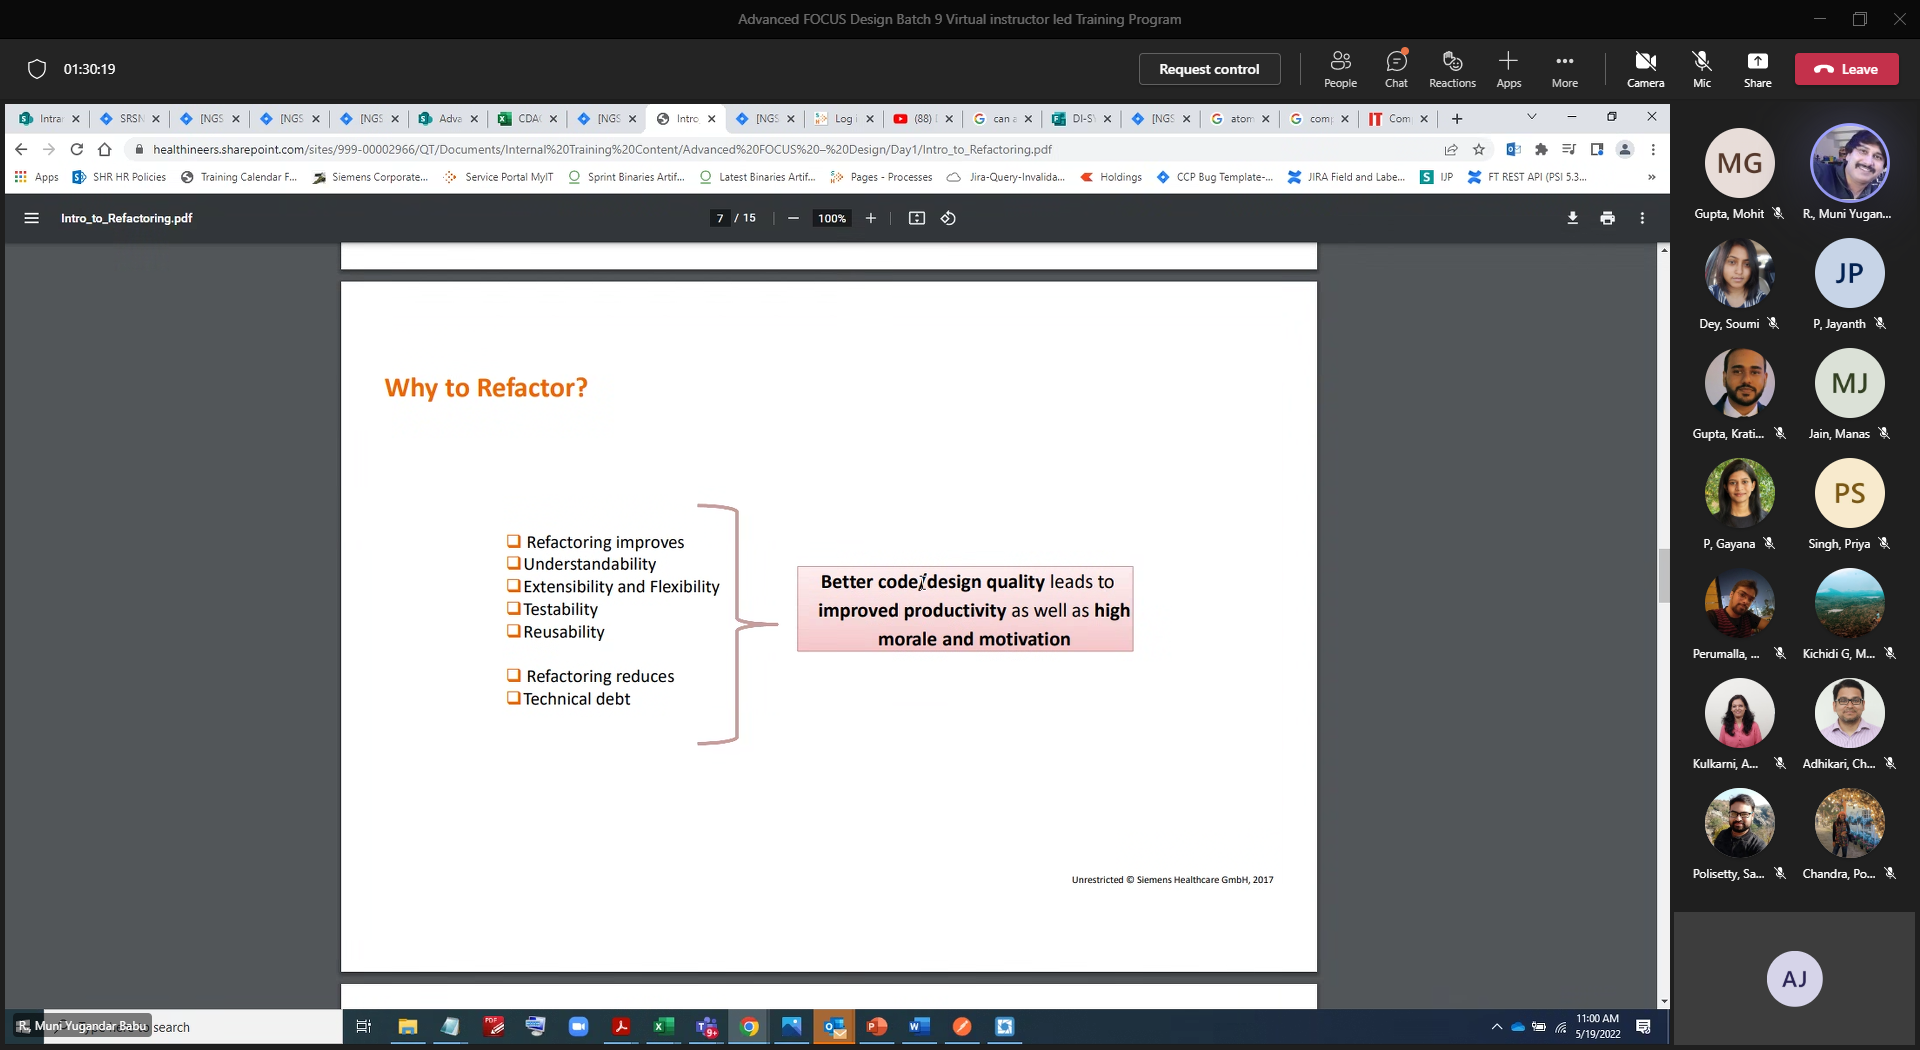 Advanced FOCUS Design Batch 9 Virtual instructor led Training Program
01:30:19
Request control
People
Chat
Reactions
Apps
More
Camera
Mic
Share
Leave
Intra
SRSN
[NGS
[NGS
[NGS
Adva
CDA
[NGS
Intro
[NGS
Log i
(88)
can a
DI-SY
[NGS
atom
comp
Com
healthineers.sharepoint.com/sites/999-00002966/QT/Documents/Internal%20Training%20Content/Advanced%20FOCUS%20–%20Design/Day1/Intro_to_Refactoring.pdf
Apps
SHR HR Policies
Training Calendar F...
Siemens Corporate...
Service Portal MyIT
Sprint Binaries Artif...
Latest Binaries Artif...
Pages - Processes
Jira-Query-Invalida...
Holdings
CCP Bug Template-...
JIRA Field and Labe...
IJP
FT REST API (PSI 5.3...
Intro_to_Refactoring.pdf
7 / 15
100%
Why to Refactor?
Refactoring improves
Understandability
Extensibility and Flexibility
Testability
Reusability
Refactoring reduces
Technical debt
Better code/design quality leads to
improved productivity as well as high
morale and motivation
Unrestricted © Siemens Healthcare GmbH, 2017
MG
Gupta, Mohit
R., Muni Yugan...
Dey, Soumi
JP
P, Jayanth
Gupta, Krati...
MJ
Jain, Manas
P, Gayana
PS
Singh, Priya
Perumalla, ...
Kichidi G, M...
Kulkarni, A...
Adhikari, Ch...
Polisetty, Sa...
Chandra, Po...
AJ
R., Muni Yugandar Babu
search
11:00 AM
5/19/2022